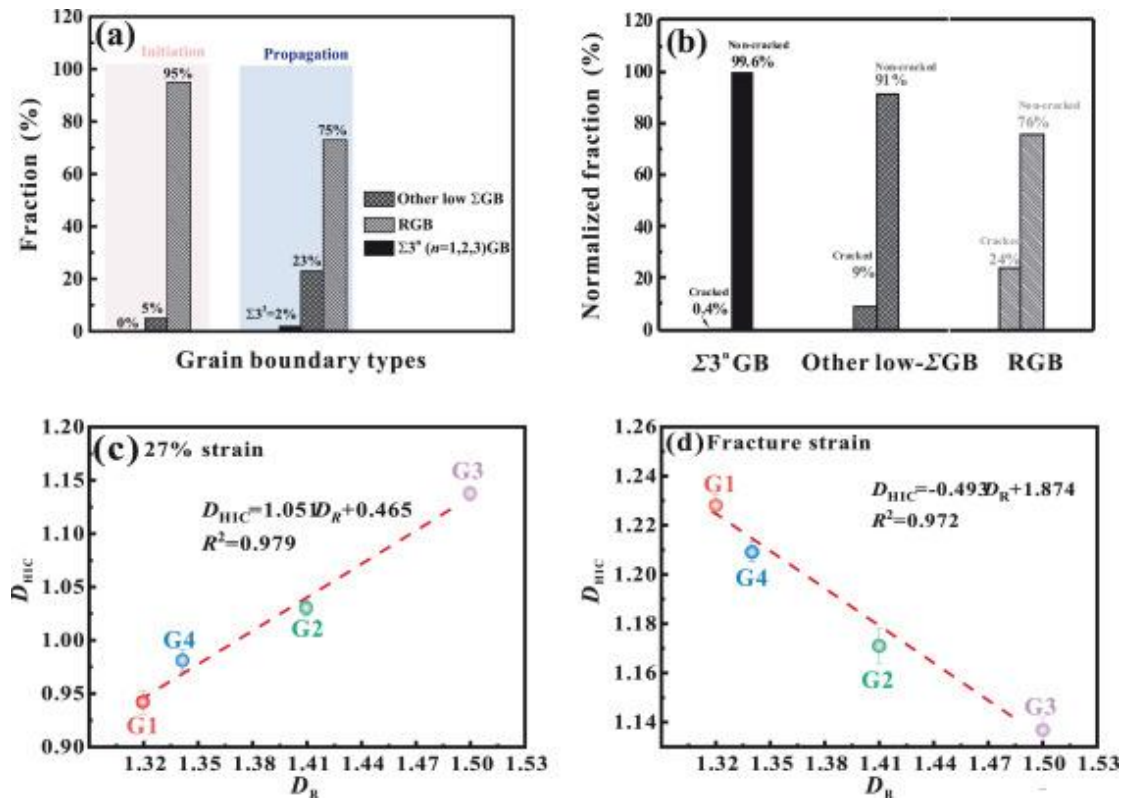 (a)
Initiation
Propagation
95%
75%
5%
23%
0%
Σ3³=2%
Other low ΣGB
RGB
Σ3ⁿ (n=1,2,3)GB
Fraction (%)
120
100
80
60
40
20
0
Grain boundary types
(b)
Non-cracked
99.6%
Non-cracked
91%
Non-cracked
76%
Cracked
0.4%
Cracked
9%
Cracked
24%
Normalized fraction (%)
120
100
80
60
40
20
0
Σ3ⁿGB
Other low-ΣGB
RGB
(c) 27% strain
D_HIC=1.051D_R+0.465
R²=0.979
G3
G4
G2
G1
D_HIC
1.20
1.15
1.10
1.05
1.00
0.95
0.90
1.32 1.35 1.38 1.41 1.44 1.47 1.50 1.53
D_R
(d) Fracture strain
D_HIC=-0.493D_R+1.874
R²=0.972
G1
G4
G2
G3
D_HIC
1.26
1.24
1.22
1.20
1.18
1.16
1.14
1.32 1.35 1.38 1.41 1.44 1.47 1.50 1.53
D_R